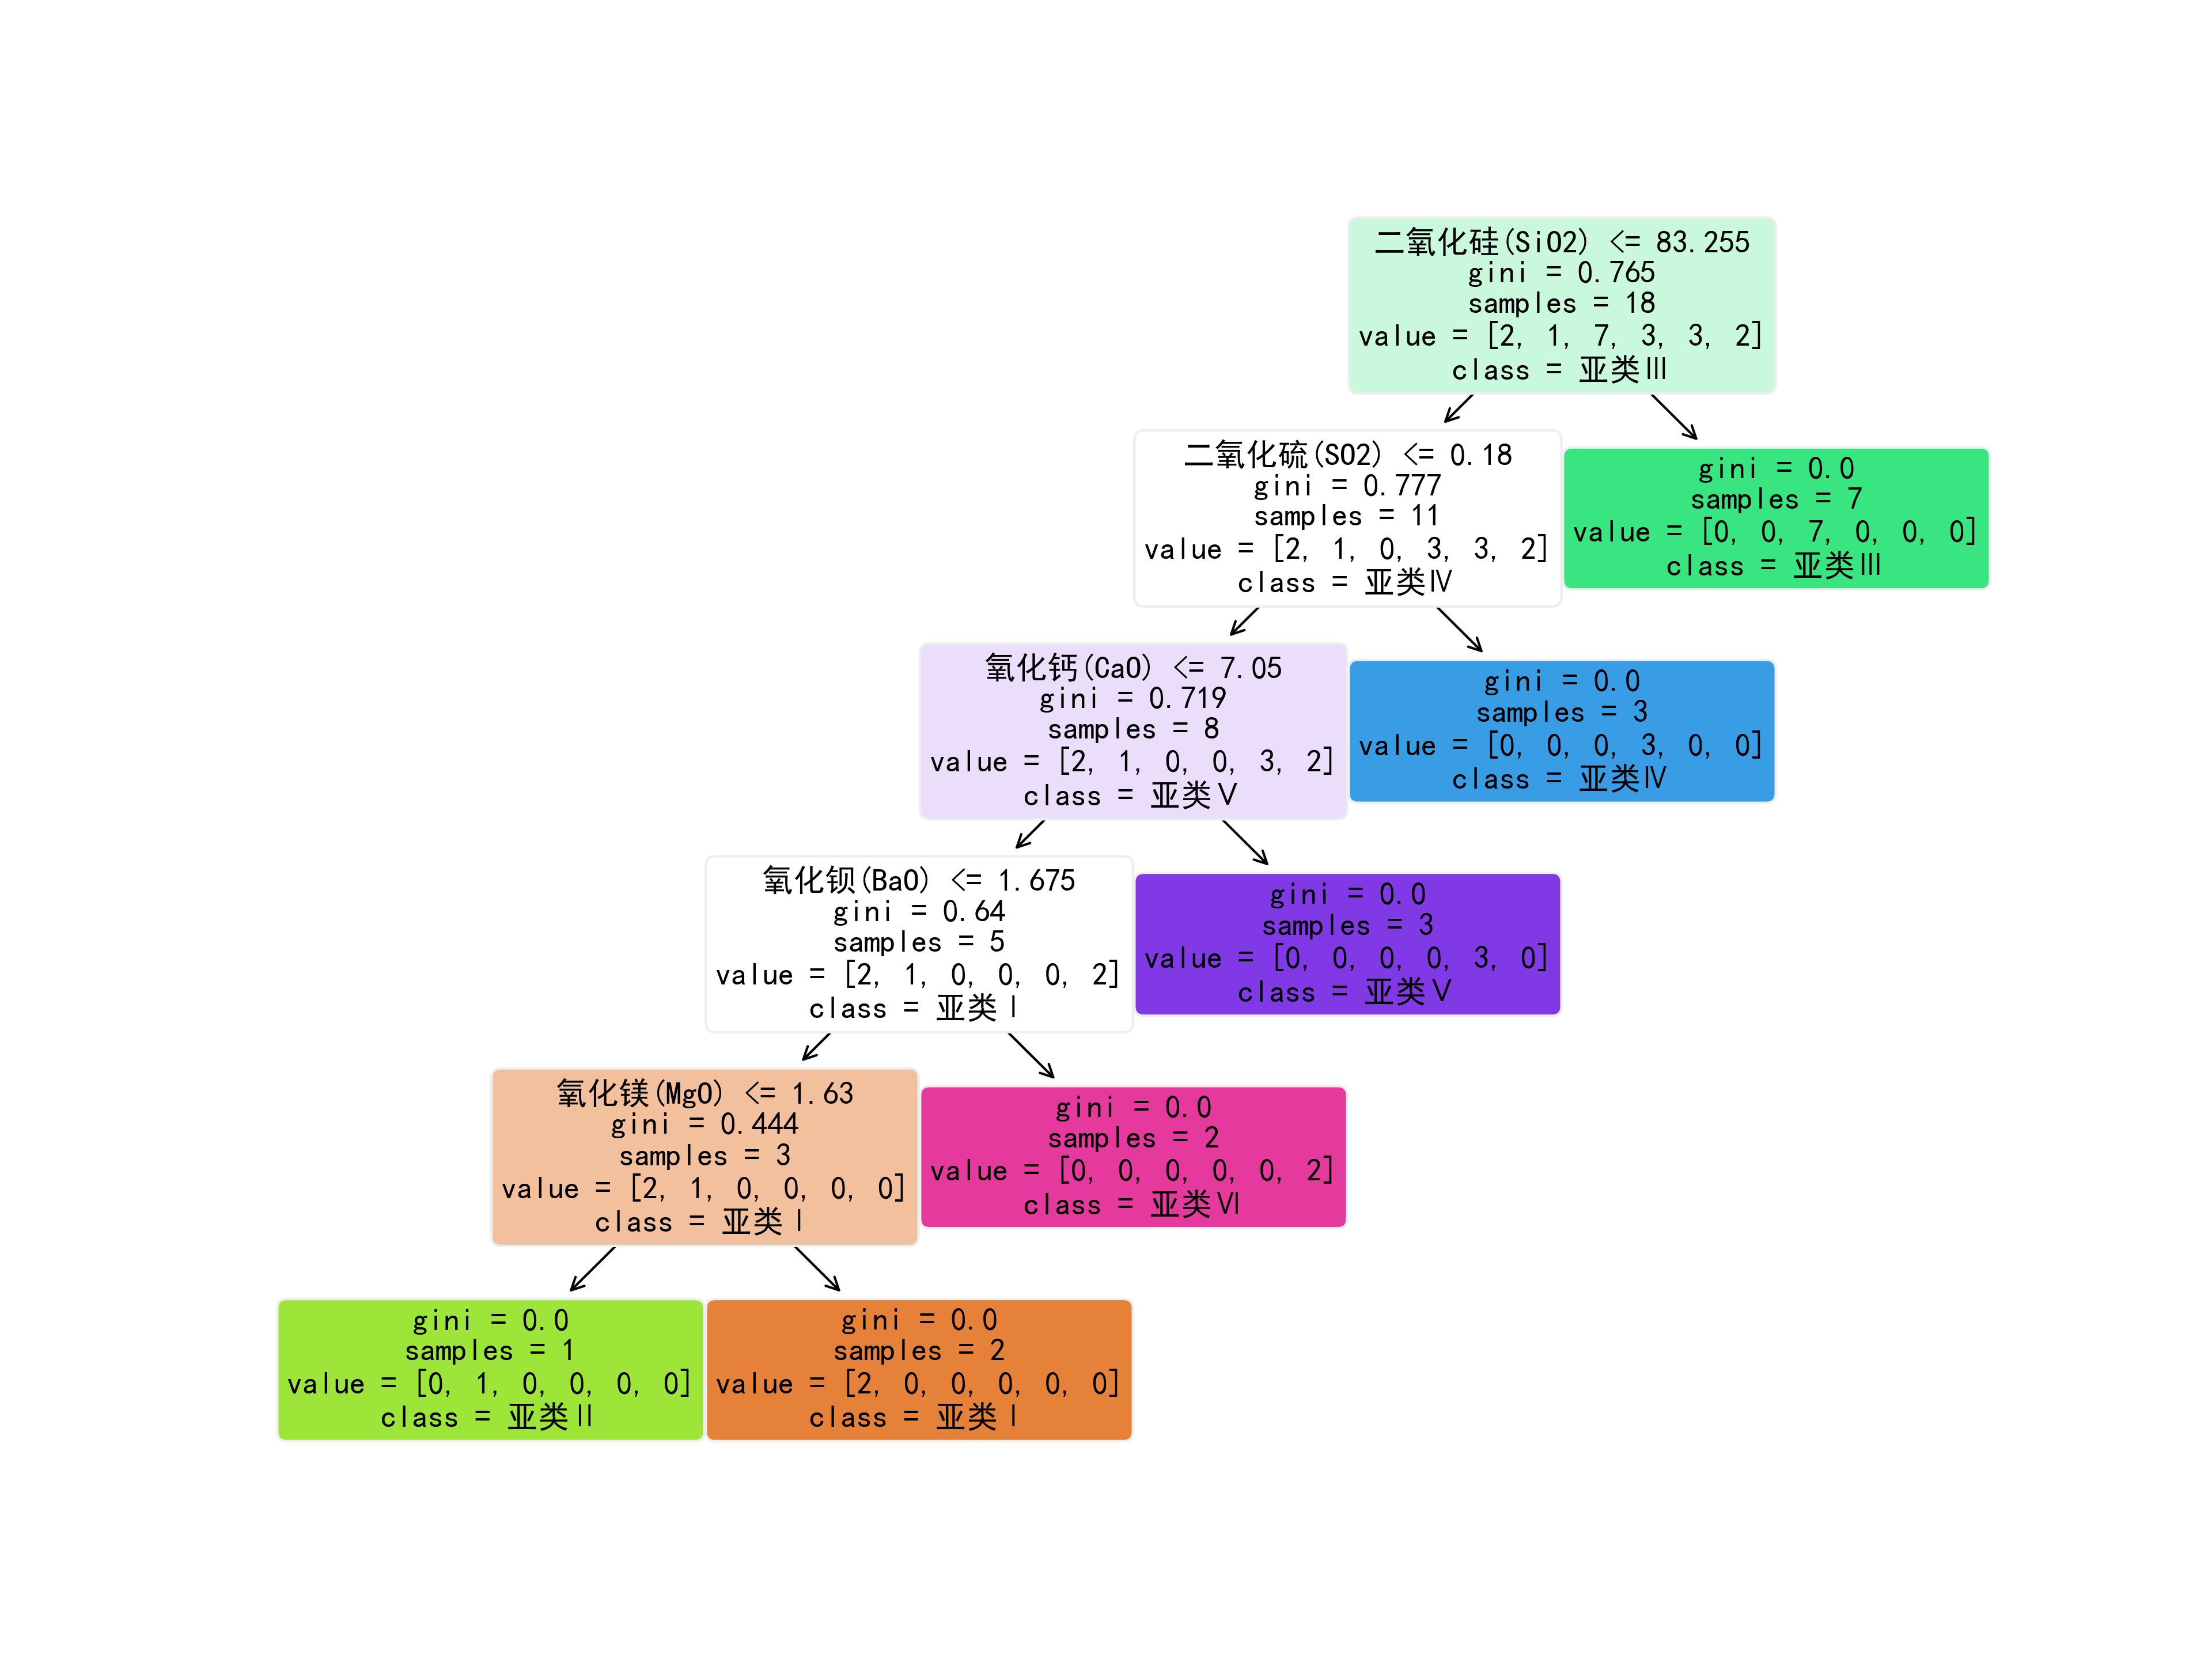 二氧化硅(SiO2) <= 83.255
gini = 0.765
samples = 18
value = [2, 1, 7, 3, 3, 2]
class = 亚类Ⅲ
二氧化硫(SO2) <= 0.18
gini = 0.777
samples = 11
value = [2, 1, 0, 3, 3, 2]
class = 亚类Ⅳ
gini = 0.0
samples = 7
value = [0, 0, 7, 0, 0, 0]
class = 亚类Ⅲ
氧化钙(CaO) <= 7.05
gini = 0.719
samples = 8
value = [2, 1, 0, 0, 3, 2]
class = 亚类Ⅴ
gini = 0.0
samples = 3
value = [0, 0, 0, 3, 0, 0]
class = 亚类Ⅳ
氧化钡(BaO) <= 1.675
gini = 0.64
samples = 5
value = [2, 1, 0, 0, 0, 2]
class = 亚类Ⅰ
gini = 0.0
samples = 3
value = [0, 0, 0, 0, 3, 0]
class = 亚类Ⅴ
氧化镁(MgO) <= 1.63
gini = 0.444
samples = 3
value = [2, 1, 0, 0, 0, 0]
class = 亚类Ⅰ
gini = 0.0
samples = 2
value = [0, 0, 0, 0, 0, 2]
class = 亚类Ⅵ
gini = 0.0
samples = 1
value = [0, 1, 0, 0, 0, 0]
class = 亚类Ⅱ
gini = 0.0
samples = 2
value = [2, 0, 0, 0, 0, 0]
class = 亚类Ⅰ